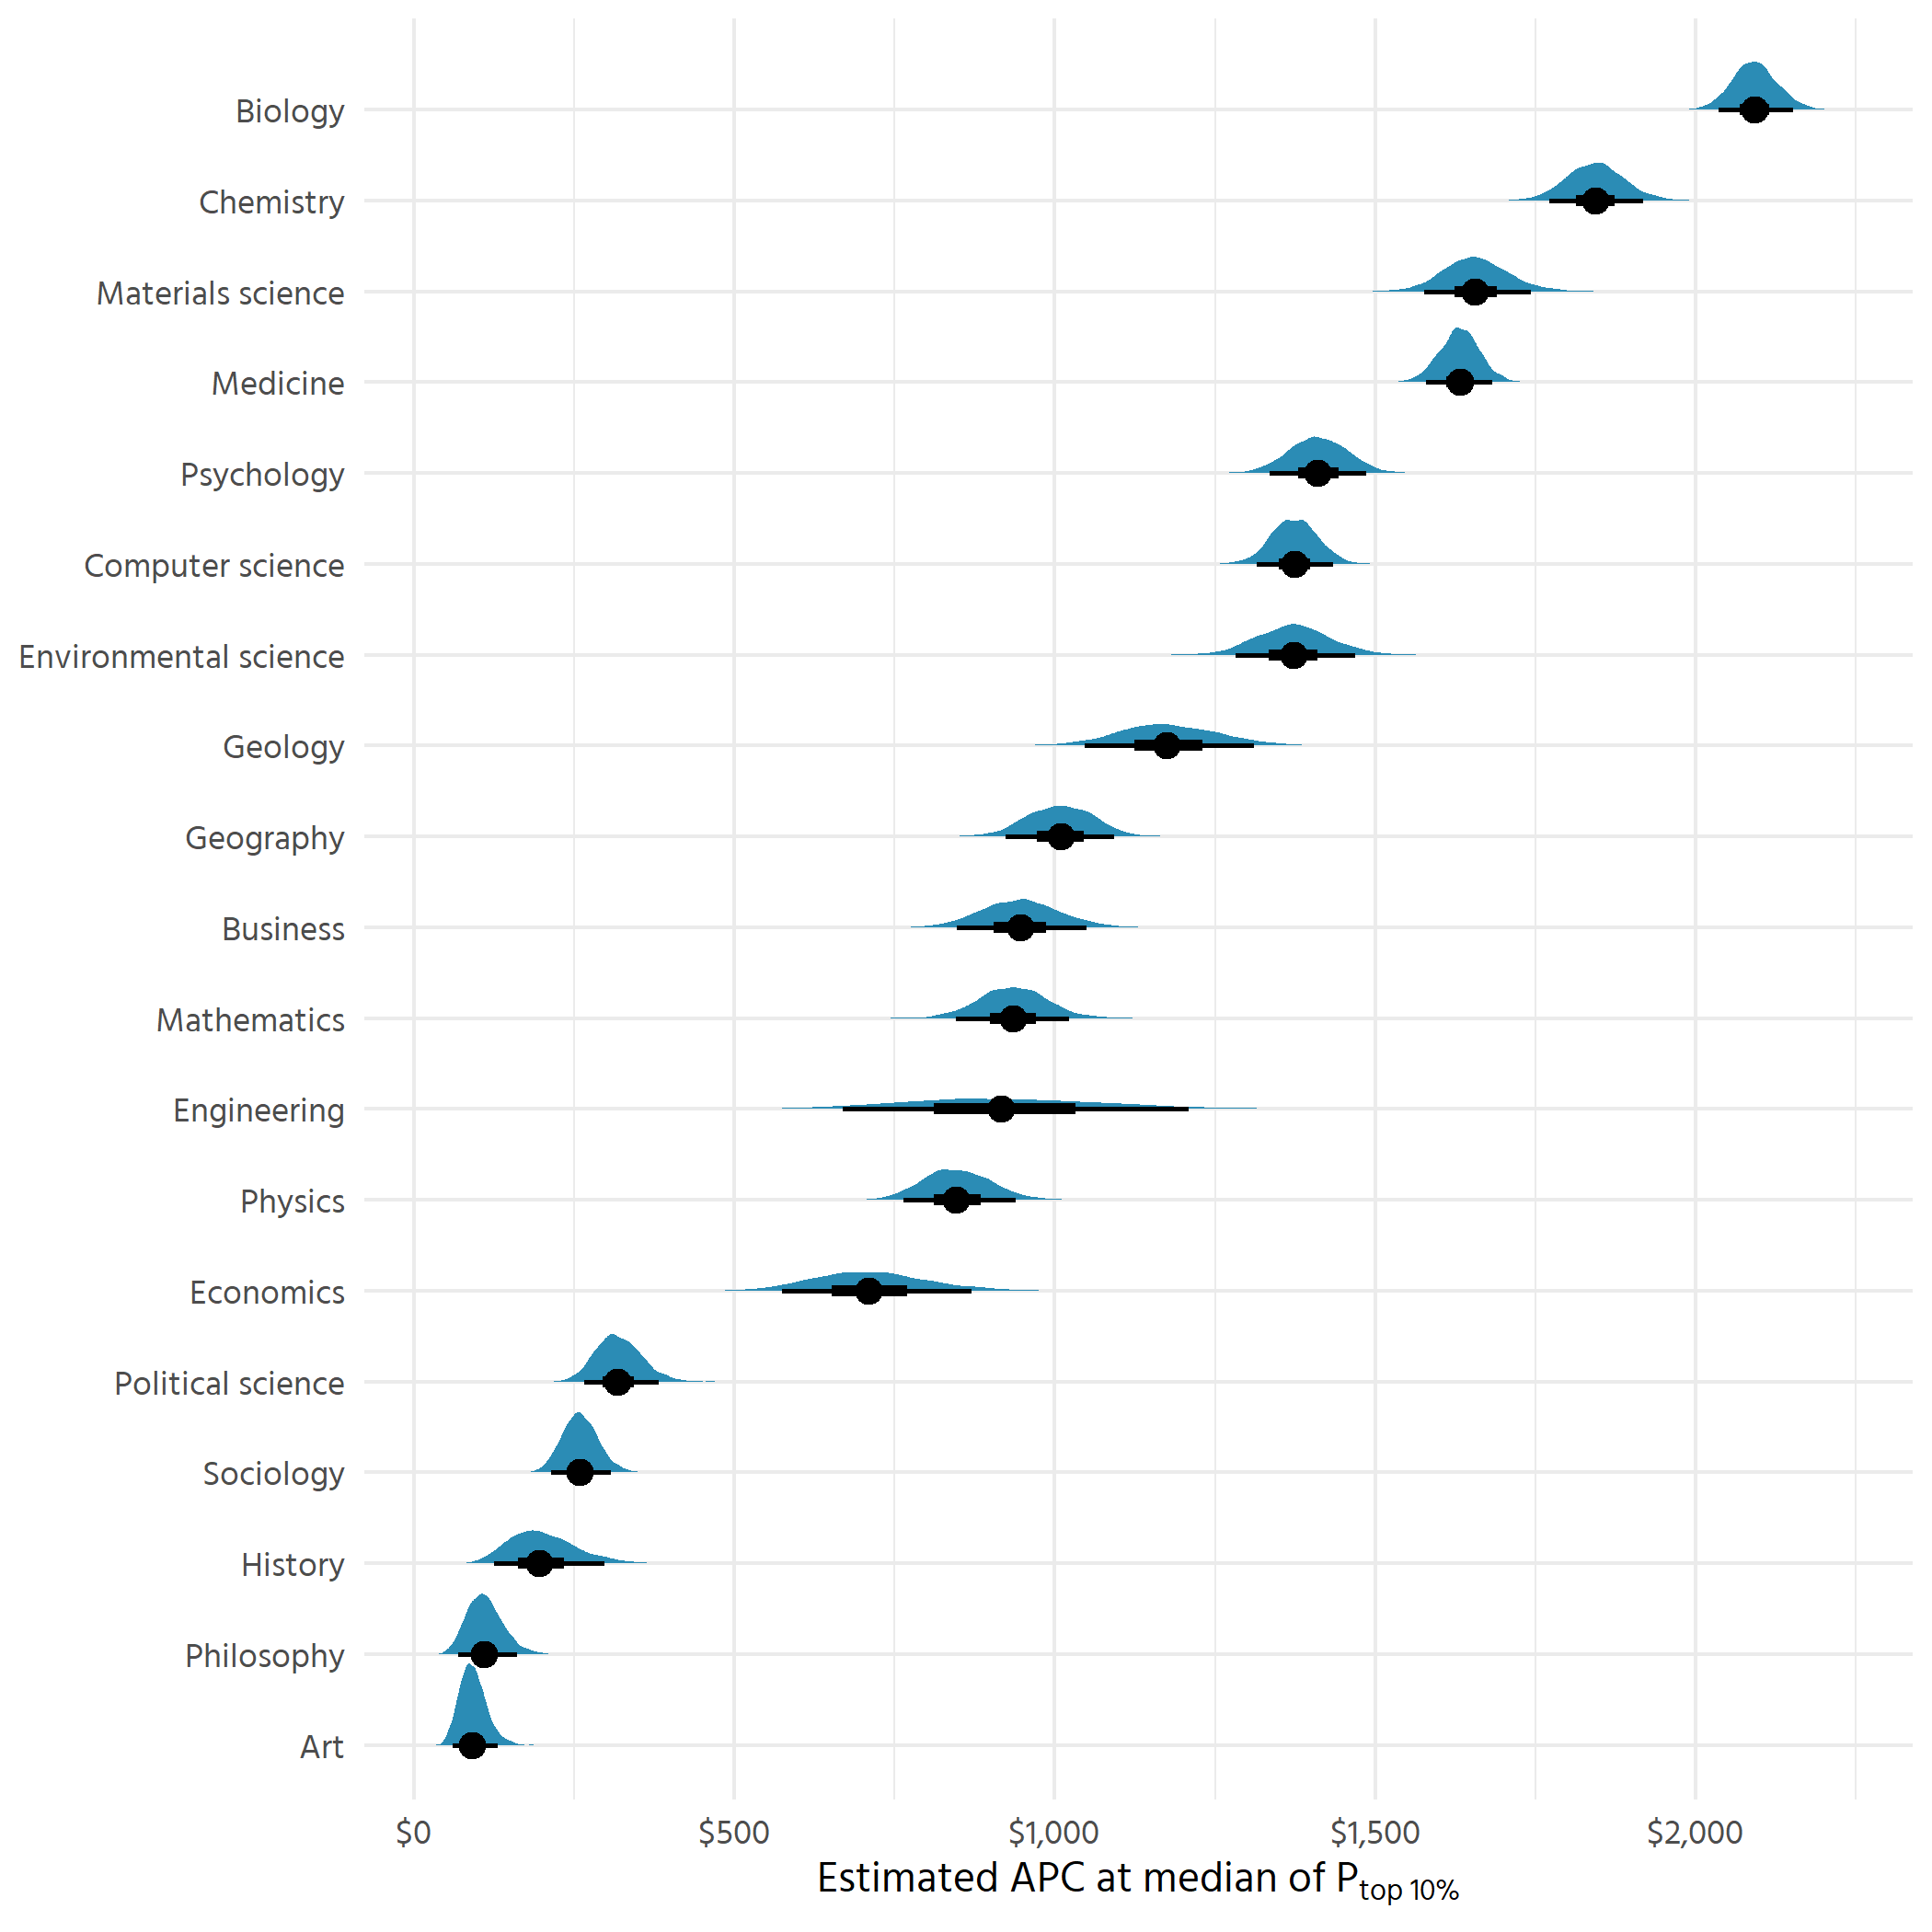 Biology
Chemistry
Materials science
Medicine
Psychology
Computer science
Environmental science
Geology
Geography
Business
Mathematics
Engineering
Physics
Economics
Political science
Sociology
History
Philosophy
Art
$0 $500 $1,000 $1,500 $2,000
Estimated APC at median of P top 10%